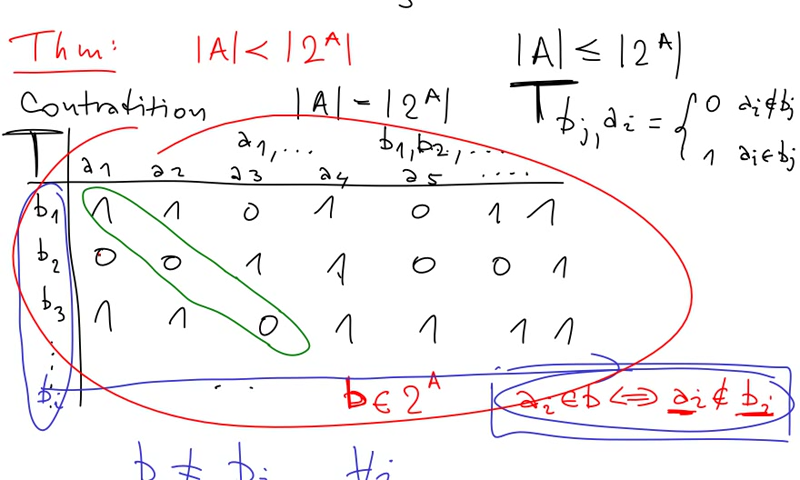 Thm: |A| < |2^A| |A| ≤ |2^A|
Contradition |A| = |2^A| T b_j, a_i = { 0 a_i ∉ b_j
1 a_i ∈ b_j
a_1, ... b_1, b_2, ...
T a_1 a_2 a_3 a_4 a_5 ....
b_1 1 1 0 1 0 1 1
b_2 0 0 1 1 0 0 1
b_3 1 1 0 1 1 1 1
b_i b ∈ 2^A a_i ∈ b ⟺ a_i ∉ b_i
b ≠ b_i ∀i